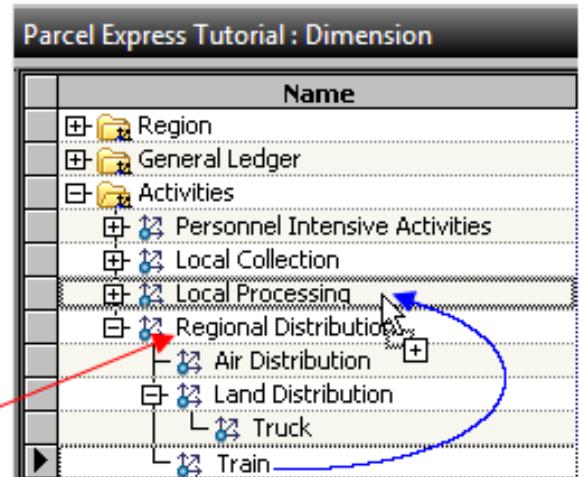 Parcel Express Tutorial : Dimension
Name
Region
General Ledger
Activities
Personnel Intensive Activities
Local Collection
Local Processing
Regional Distribution
Air Distribution
Land Distribution
Truck
Train